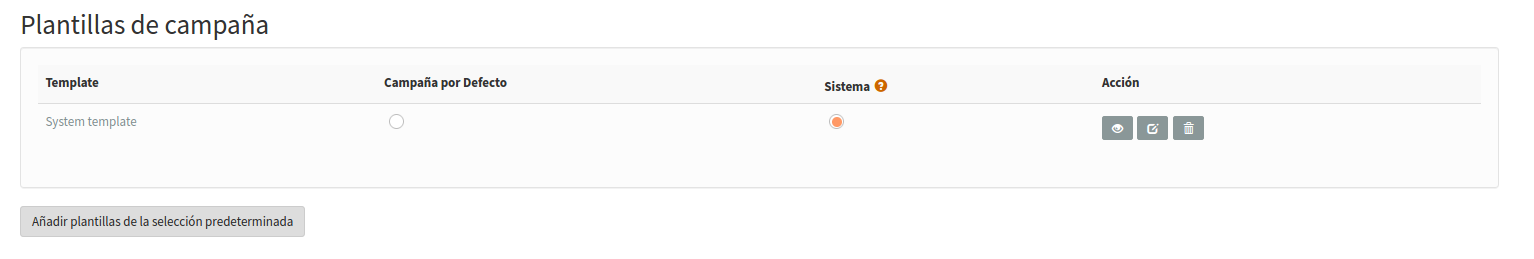 Plantillas de campaña
Template Campaña por Defecto Sistema ? Acción
System template
Añadir plantillas de la selección predeterminada